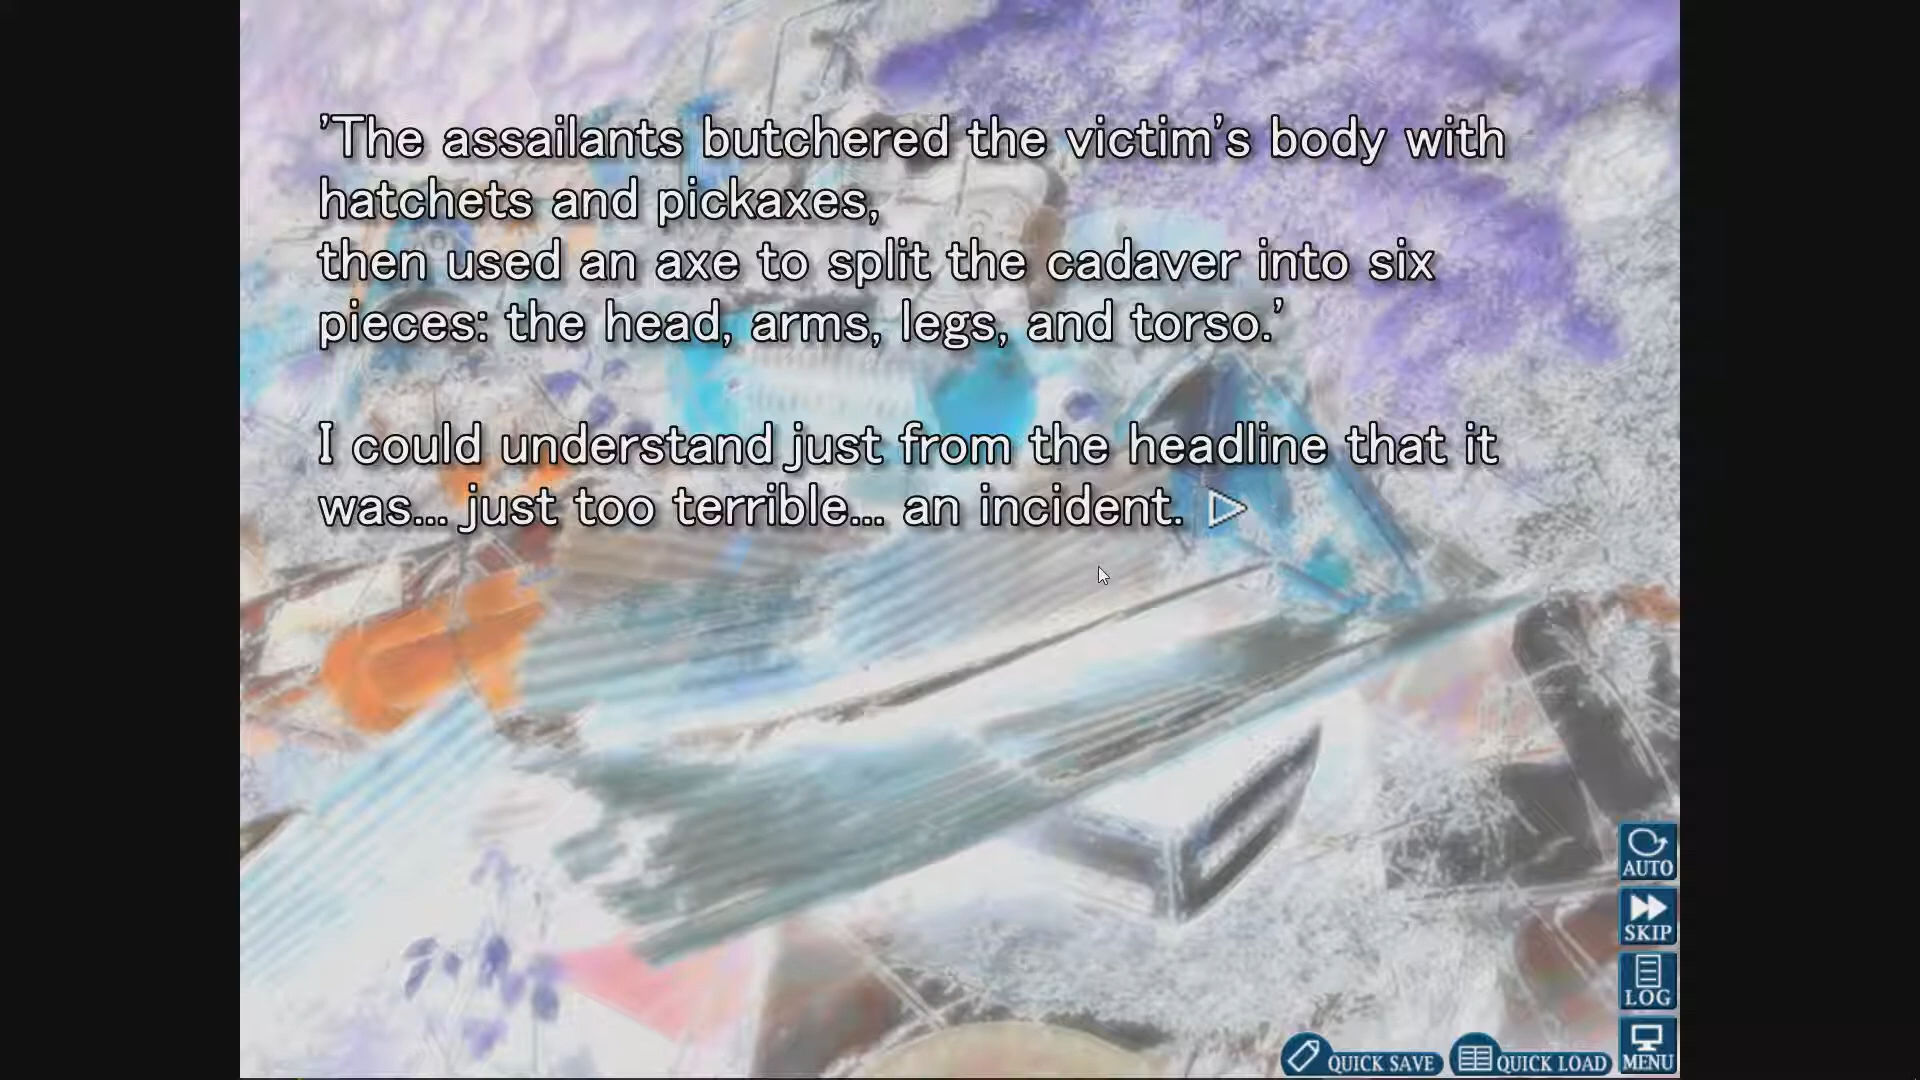 'The assailants butchered the victim's body with
hatchets and pickaxes,
then used an axe to split the cadaver into six
pieces: the head, arms, legs, and torso.'
I could understand just from the headline that it
was... just too terrible... an incident.
AUTO
SKIP
LOG
QUICK SAVE
QUICK LOAD
MENU